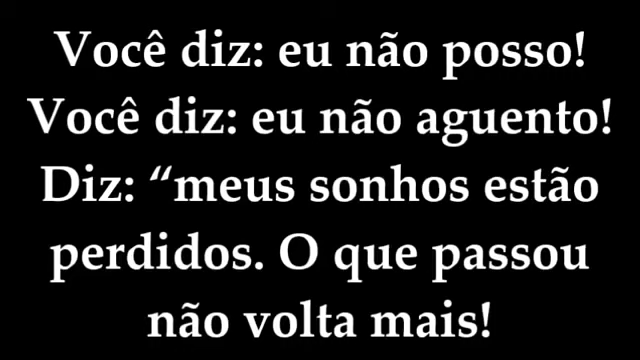 Você diz: eu não posso!
Você diz: eu não aguento!
Diz: “meus sonhos estão
perdidos. O que passou
não volta mais!